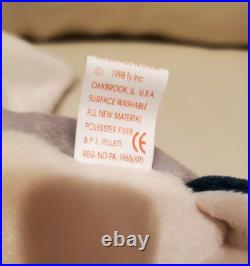 © 1998 Ty Inc.
OAKBROOK, IL. U.S.A.
SURFACE WASHABLE
ALL NEW MATERIAL
POLYESTER FIBER
& P.E. PELLETS CE
REG. NO PA. 1965(KR)